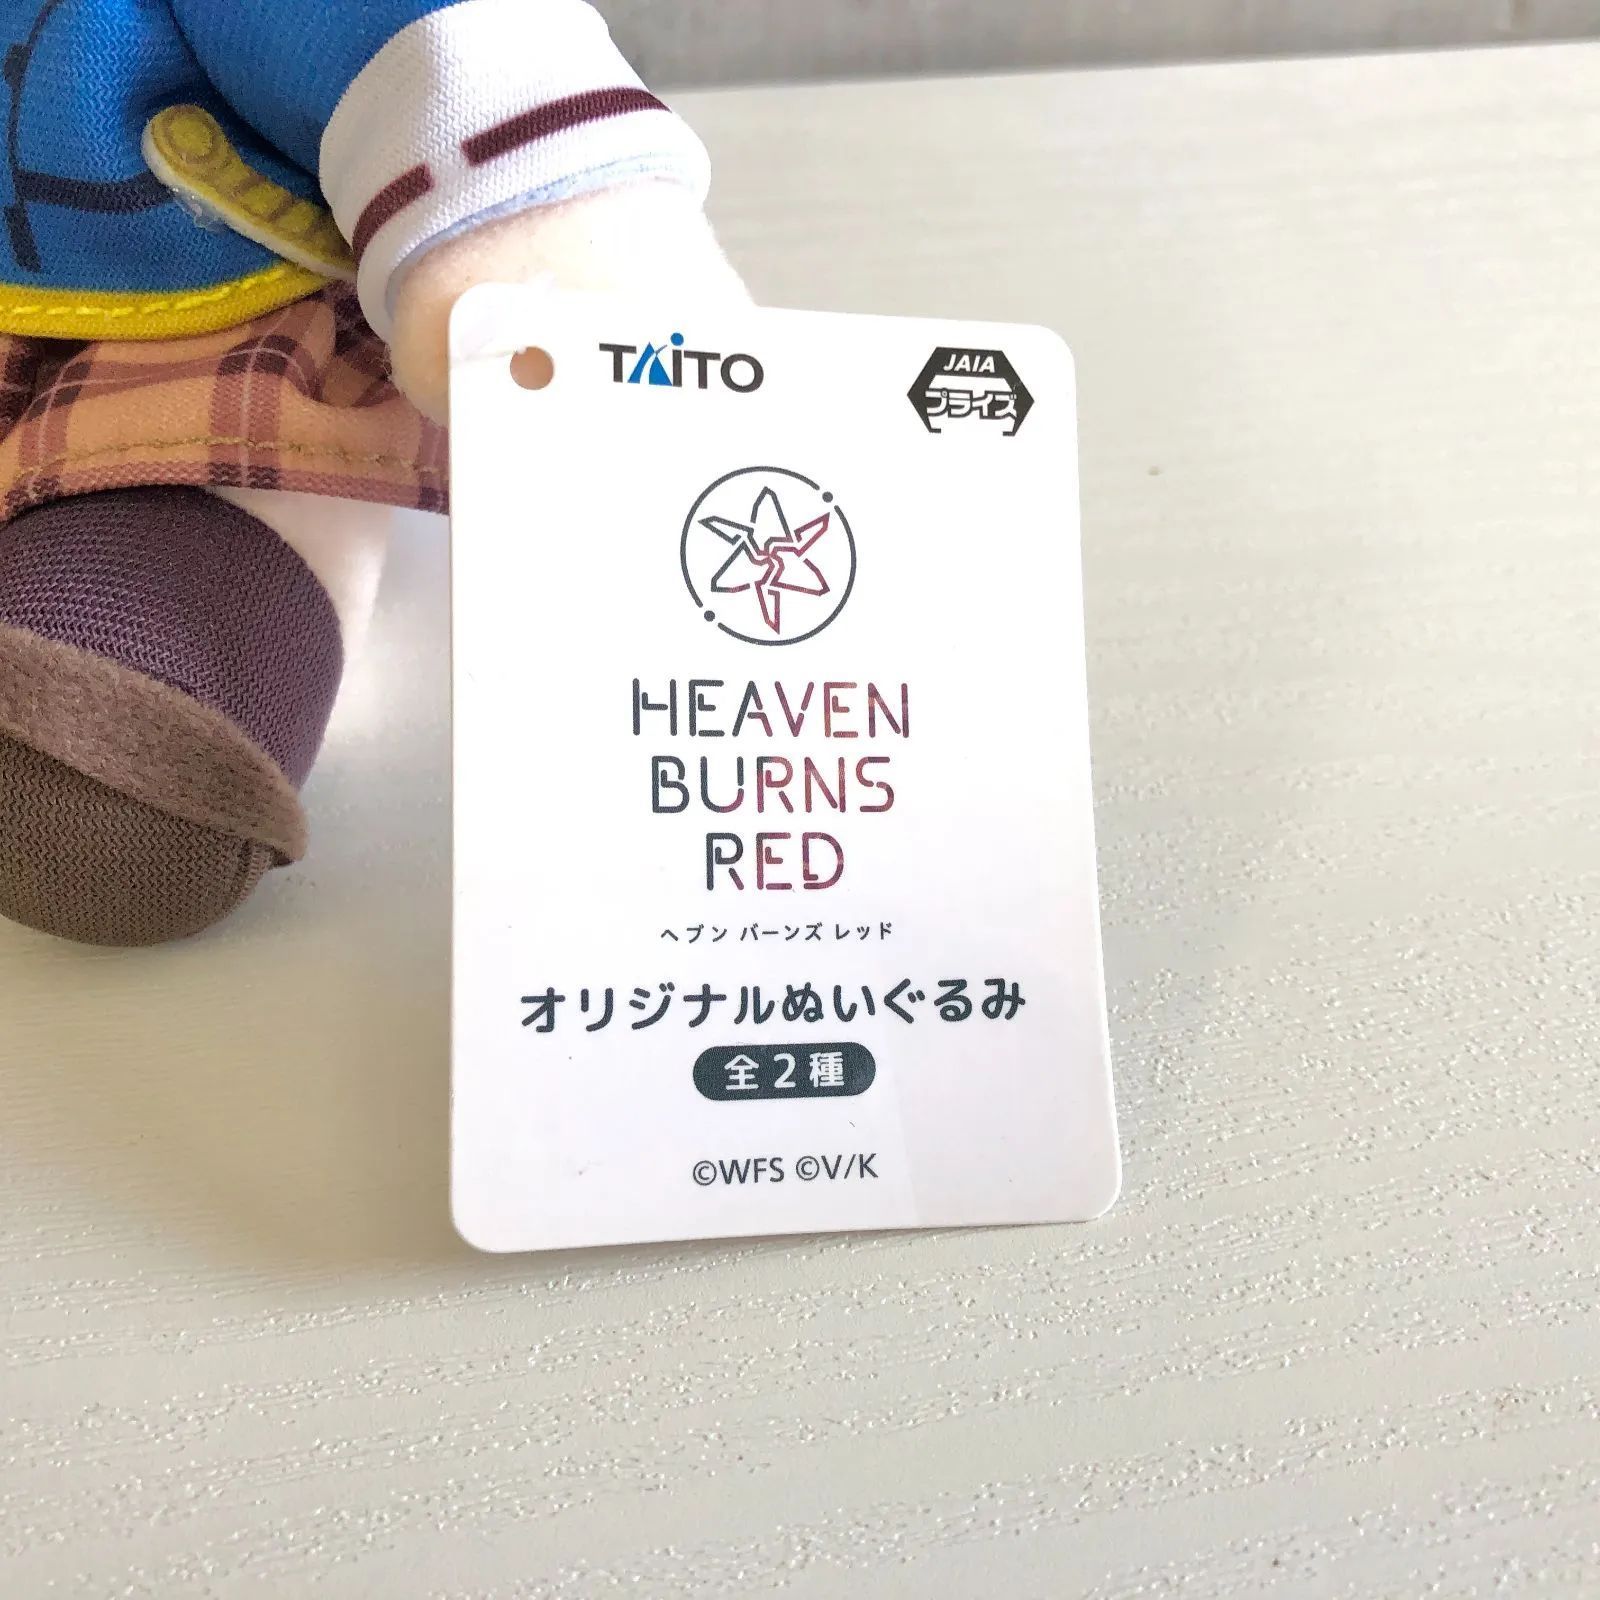 TAITO
JAIA
プライズ
HEAVEN
BURNS
RED
ヘブン バーンズ レッド
オリジナルぬいぐるみ
全2種
©WFS ©V/K